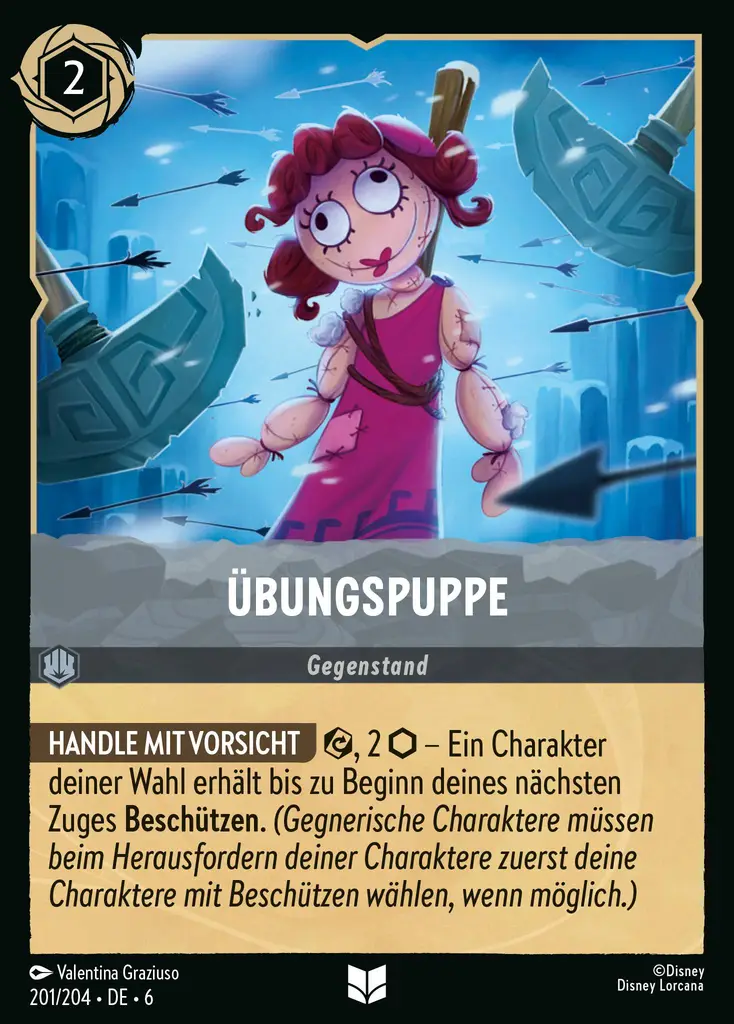 2
ÜBUNGSPUPPE
Gegenstand
HANDLE MIT VORSICHT , 2 – Ein Charakter
deiner Wahl erhält bis zu Beginn deines nächsten
Zuges Beschützen. (Gegnerische Charaktere müssen
beim Herausfordern deiner Charaktere zuerst deine
Charaktere mit Beschützen wählen, wenn möglich.)
Valentina Graziuso
201/204 • DE • 6
©Disney
Disney Lorcana